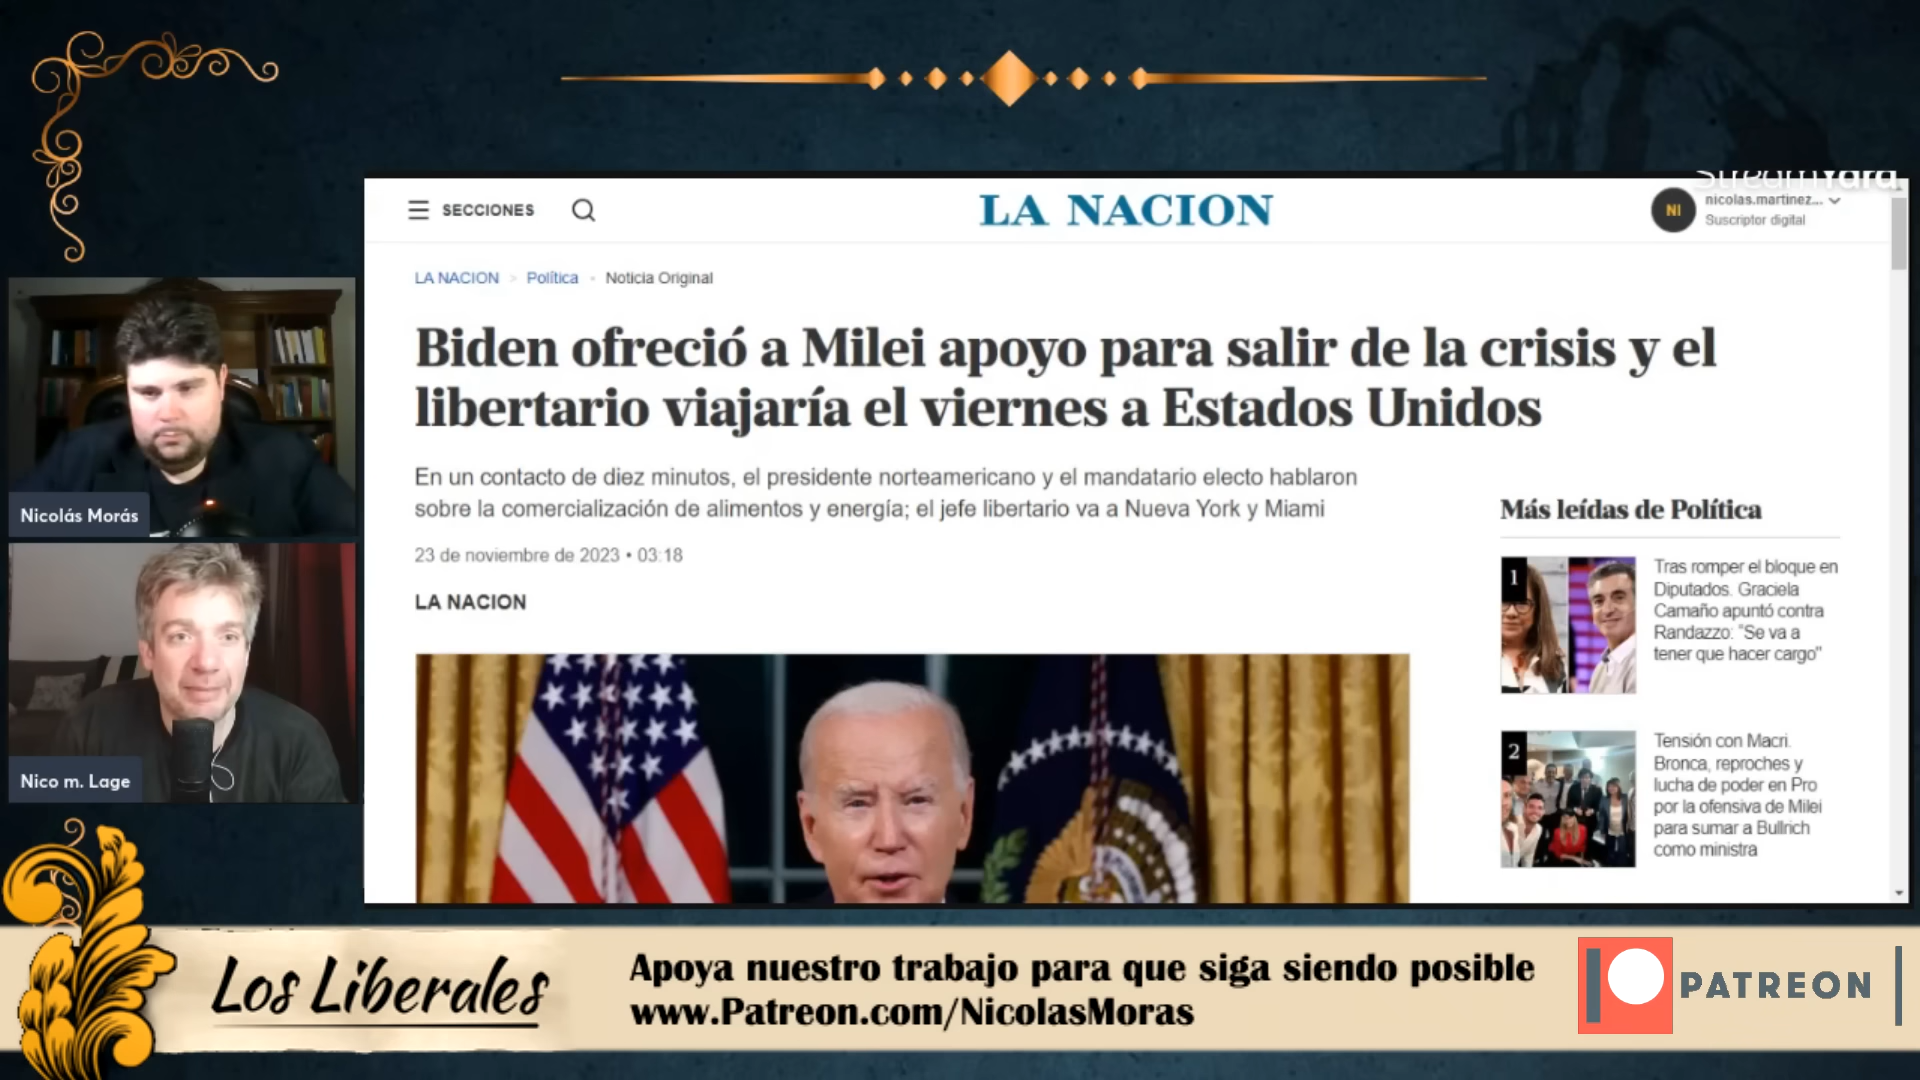 StreamYard
SECCIONES
LA NACION
NI
nicolas.martinez...
Suscriptor digital
LA NACION > Política • Noticia Original
Biden ofreció a Milei apoyo para salir de la crisis y el
libertario viajaría el viernes a Estados Unidos
En un contacto de diez minutos, el presidente norteamericano y el mandatario electo hablaron
sobre la comercialización de alimentos y energía; el jefe libertario va a Nueva York y Miami
23 de noviembre de 2023 • 03:18
LA NACION
Más leídas de Política
1
Tras romper el bloque en
Diputados. Graciela
Camaño apuntó contra
Randazzo: "Se va a
tener que hacer cargo"
2
Tensión con Macri.
Bronca, reproches y
lucha de poder en Pro
por la ofensiva de Milei
para sumar a Bullrich
como ministra
Nicolás Morás
Nico m. Lage
Los Liberales
Apoya nuestro trabajo para que siga siendo posible
www.Patreon.com/NicolasMoras
PATREON